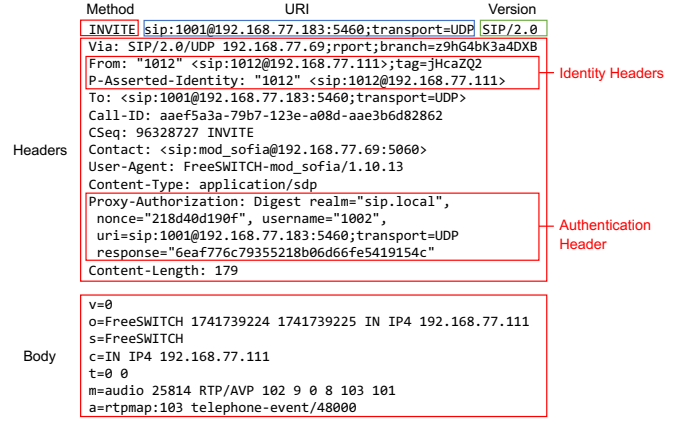 Method URI Version
INVITE sip:1001@192.168.77.183:5460;transport=UDP SIP/2.0
Via: SIP/2.0/UDP 192.168.77.69;rport;branch=z9hG4bK3a4DXB
From: "1012" <sip:1012@192.168.77.111>;tag=jHcaZQ2
P-Asserted-Identity: "1012" <sip:1012@192.168.77.111>
Identity Headers
To: <sip:1001@192.168.77.183:5460;transport=UDP>
Call-ID: aaef5a3a-79b7-123e-a08d-aae3b6d82862
CSeq: 96328727 INVITE
Headers
Contact: <sip:mod_sofia@192.168.77.69:5060>
User-Agent: FreeSWITCH-mod_sofia/1.10.13
Content-Type: application/sdp
Proxy-Authorization: Digest realm="sip.local",
nonce="218d40d190f", username="1002",
uri=sip:1001@192.168.77.183:5460;transport=UDP
response="6eaf776c79355218b06d66fe5419154c"
Authentication
Header
Content-Length: 179
v=0
o=FreeSWITCH 1741739224 1741739225 IN IP4 192.168.77.111
s=FreeSWITCH
Body
c=IN IP4 192.168.77.111
t=0 0
m=audio 25814 RTP/AVP 102 9 0 8 103 101
a=rtpmap:103 telephone-event/48000